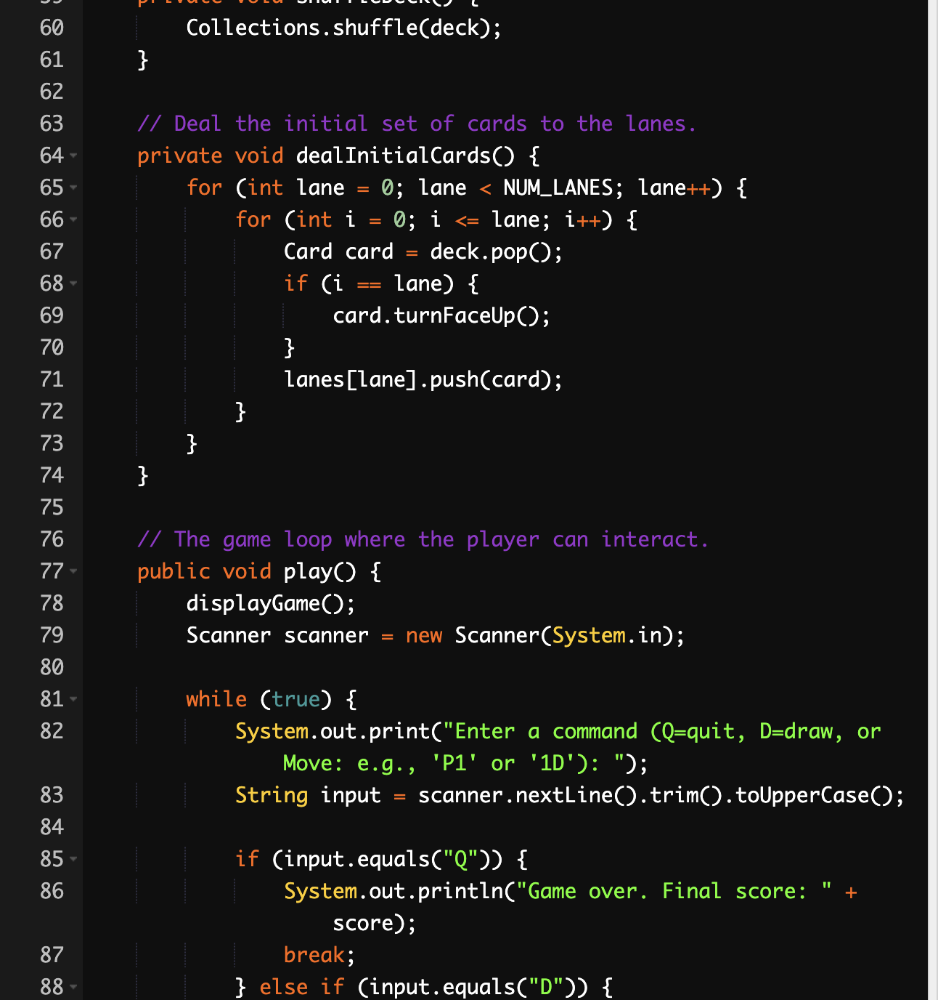 59 private void shuffleDeck() {
60 Collections.shuffle(deck);
61 }
62
63 // Deal the initial set of cards to the lanes.
64 private void dealInitialCards() {
65 for (int lane = 0; lane < NUM_LANES; lane++) {
66 for (int i = 0; i <= lane; i++) {
67 Card card = deck.pop();
68 if (i == lane) {
69 card.turnFaceUp();
70 }
71 lanes[lane].push(card);
72 }
73 }
74 }
75
76 // The game loop where the player can interact.
77 public void play() {
78 displayGame();
79 Scanner scanner = new Scanner(System.in);
80
81 while (true) {
82 System.out.print("Enter a command (Q=quit, D=draw, or
Move: e.g., 'P1' or '1D'): ");
83 String input = scanner.nextLine().trim().toUpperCase();
84
85 if (input.equals("Q")) {
86 System.out.println("Game over. Final score: " +
score);
87 break;
88 } else if (input.equals("D")) {